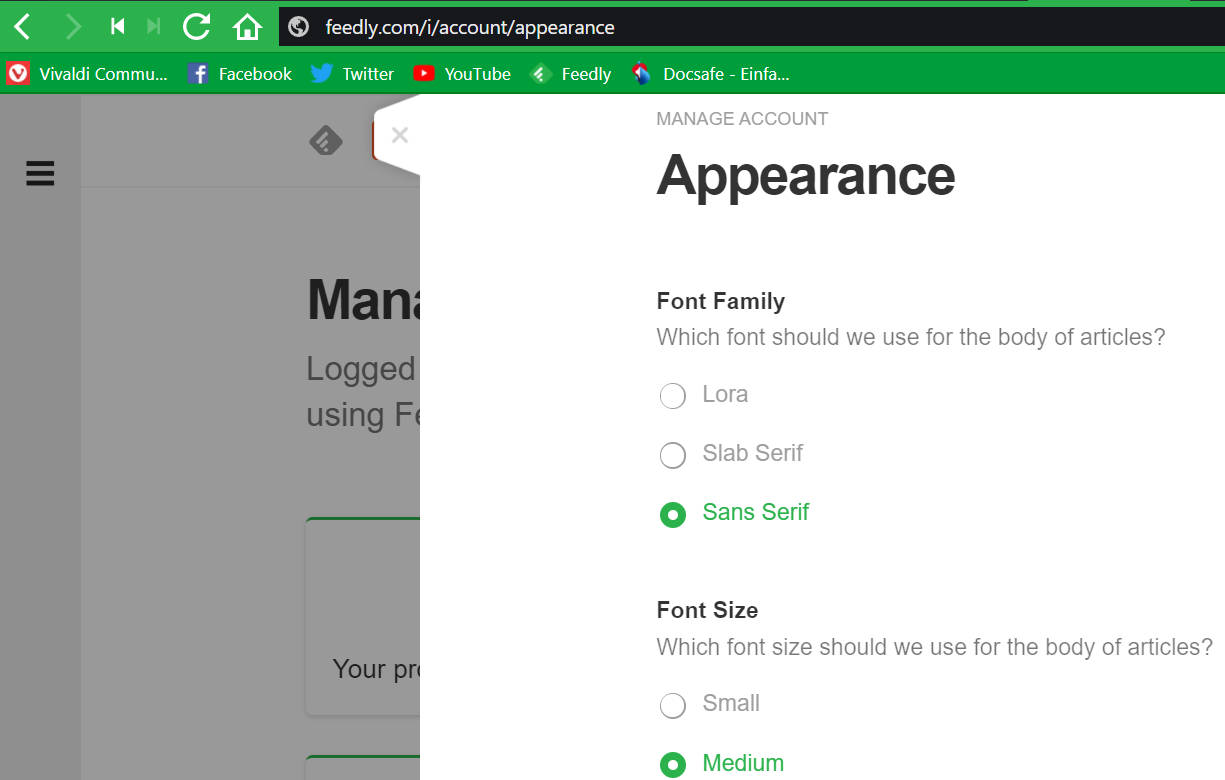 feedly.com/i/account/appearance
Vivaldi Commu... Facebook Twitter YouTube Feedly Docsafe - Einfa...
MANAGE ACCOUNT
Appearance
Font Family
Which font should we use for the body of articles?
Lora
Slab Serif
Sans Serif
Font Size
Which font size should we use for the body of articles?
Small
Medium
Mana
Logged
using Fe
Your pro